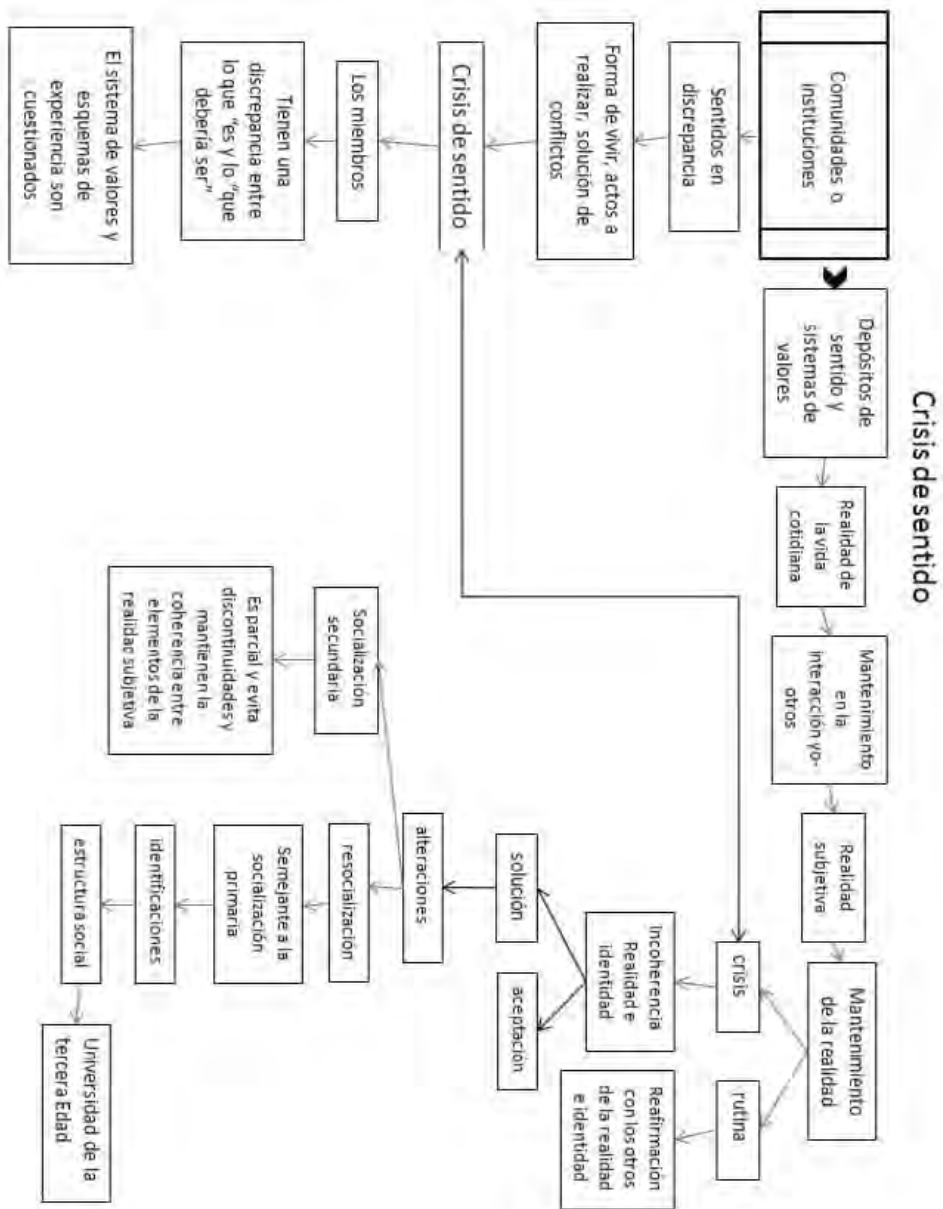 Crisis de sentido
Comunidades o
instituciones
Depósitos de
sentido y
sistemas de
valores
Realidad de
la vida
cotidiana
Mantenimiento
en la
interacción yo-
otros
Realidad
subjetiva
Mantenimiento
de la realidad
Sentidos en
discrepancia
Forma de vivir, actos a
realizar, solución de
conflictos
Crisis de sentido
Los miembros
Tienen una
discrepancia entre
lo que "es y lo "que
debería ser"
El sistema de valores y
esquemas de
experiencia son
cuestionados
crisis
rutina
Incoherencia
Realidad e
identidad
Reafirmación
con los otros
de la realidad
e identidad
solución
aceptación
alteraciones
Socialización
secundaria
Es parcial y evita
discontinuidades y
mantienen la
coherencia entre
elementos de la
realidad subjetiva
resocialización
Semejante a la
socialización
primaria
identificaciones
estructura social
Universidad de la
tercera Edad